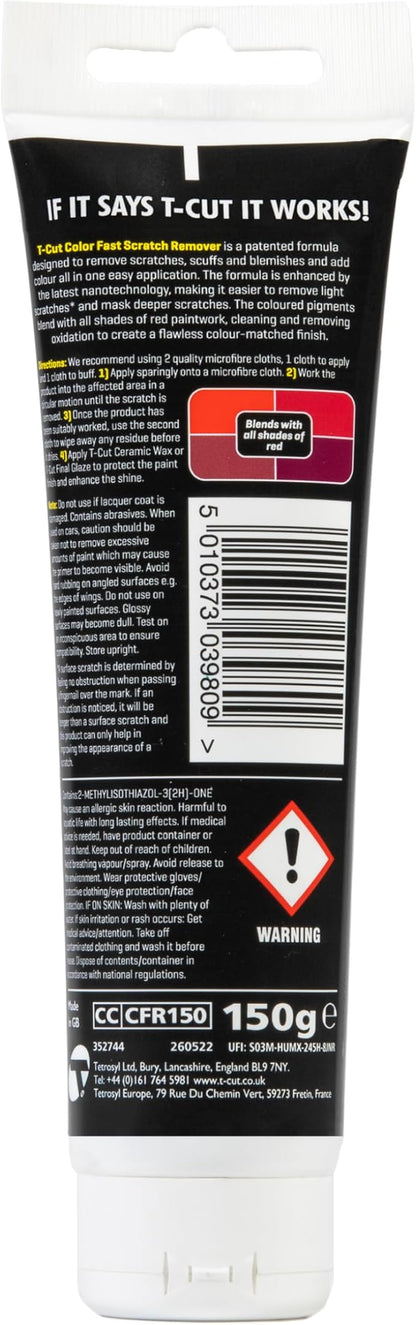 IF IT SAYS T-CUT IT WORKS!
T-Cut Color Fast Scratch Remover is a patented formula
designed to remove scratches, scuffs and blemishes and add
colour all in one easy application. The formula is enhanced by
the latest nanotechnology, making it easier to remove light
scratches* and mask deeper scratches. The coloured pigments
blend with all shades of red paintwork, cleaning and removing
oxidation to create a flawless colour-matched finish.
Directions: We recommend using 2 quality microfibre cloths, 1 cloth to apply
and 1 cloth to buff. 1) Apply sparingly onto a microfibre cloth. 2) Work the
product into the affected area in a
circular motion until the scratch is
removed. 3) Once the product has
been suitably worked, use the second
cloth to wipe away any residue before
it dries. 4) Apply T-Cut Ceramic Wax or
T-Cut Final Glaze to protect the paint
finish and enhance the shine.
Blends with
all shades of
red
Note: Do not use if lacquer coat is
damaged. Contains abrasives. When
used on cars, caution should be
taken not to remove excessive
amounts of paint which may cause
the primer to become visible. Avoid
hard rubbing on angled surfaces e.g.
the edges of wings. Do not use on
newly painted surfaces. Glossy
surfaces may become dull. Test on
an inconspicuous area to ensure
compatibility. Store upright.
surface scratch is determined by
feeling no obstruction when passing
fingernail over the mark. If an
obstruction is noticed, it will be
larger than a surface scratch and
the product can only help in
improving the appearance of a
scratch.
5 010373 039809 >
Contains:2-METHYLISOTHIAZOL-3(2H)-ONE
May cause an allergic skin reaction. Harmful to
aquatic life with long lasting effects. If medical
advice is needed, have product container or
label at hand. Keep out of reach of children.
Avoid breathing vapour/spray. Avoid release to
the environment. Wear protective gloves/
protective clothing/eye protection/face
protection. IF ON SKIN: Wash with plenty of
water. If skin irritation or rash occurs: Get
medical advice/attention. Take off
contaminated clothing and wash it before
reuse. Dispose of contents/container in
accordance with national regulations.
WARNING
Made
in GB
CC CFR150 150g e
352744 260522 UFI: S03M-HUMX-245H-8JNR
Tetrosyl Ltd, Bury, Lancashire, England BL9 7NY.
Tel: +44 (0)161 764 5981 www.t-cut.co.uk
Tetrosyl Europe, 79 Rue Du Chemin Vert, 59273 Fretin, France